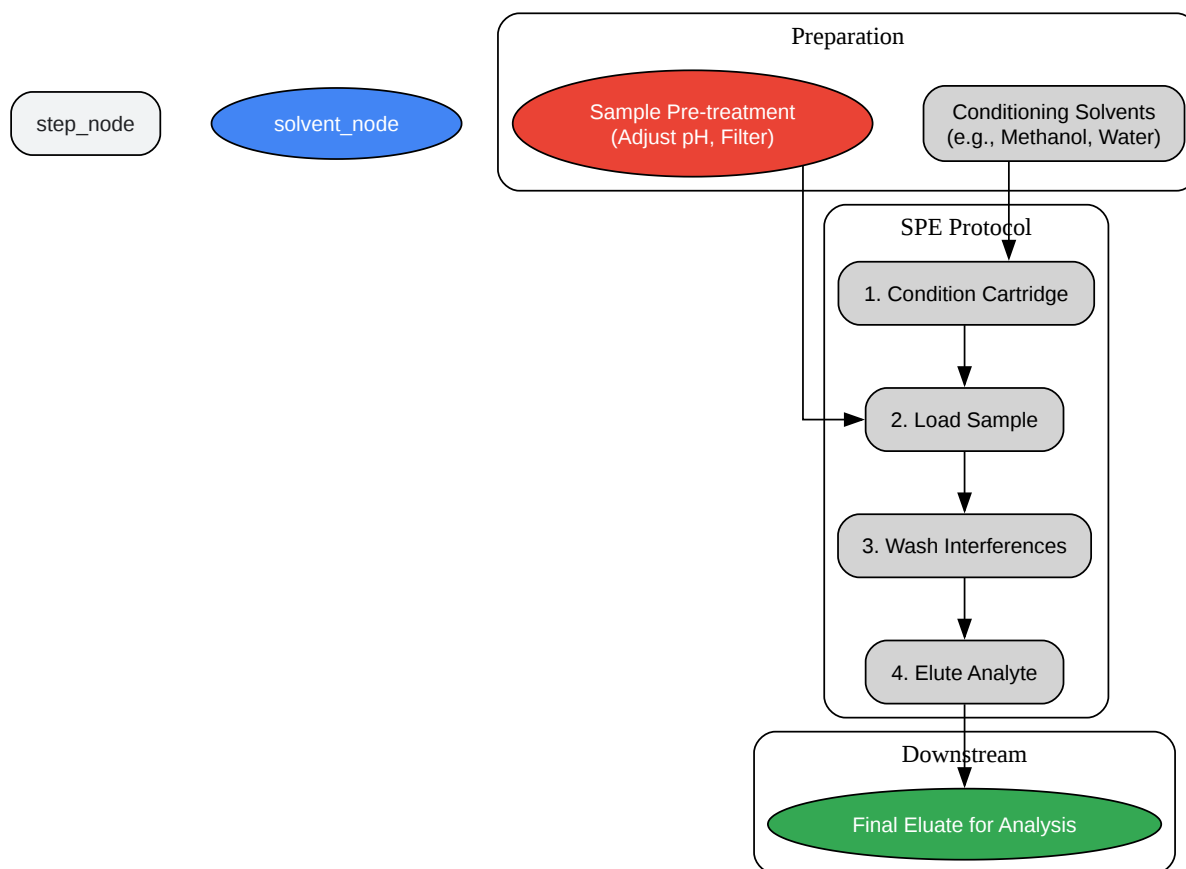 Preparation
step_node
solvent_node
Sample Pre-treatment
(Adjust pH, Filter)
Conditioning Solvents
(e.g., Methanol, Water)
SPE Protocol
1. Condition Cartridge
2. Load Sample
3. Wash Interferences
4. Elute Analyte
Downstream
Final Eluate for Analysis